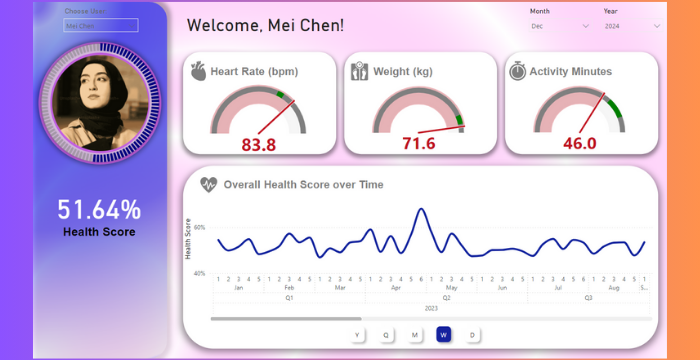 Choose User
Mei Chen
Welcome, Mei Chen!
Month
Year
Dec
2024
Heart Rate (bpm)
83.8
Weight (kg)
71.6
Activity Minutes
46.0
51.64%
Health Score
Overall Health Score over Time
Health Score
60%
40%
1 2 3 4 5 1 2 3 4 5 1 2 3 4 5 1 2 3 4 5 1 2 3 4 5 1 2 3 4 5 1 2 3 4 5 1 2 3 4 5 1
Jan Feb Mar Apr May Jun Jul Aug S...
Q1 Q2 Q3
2023
Y Q M W D